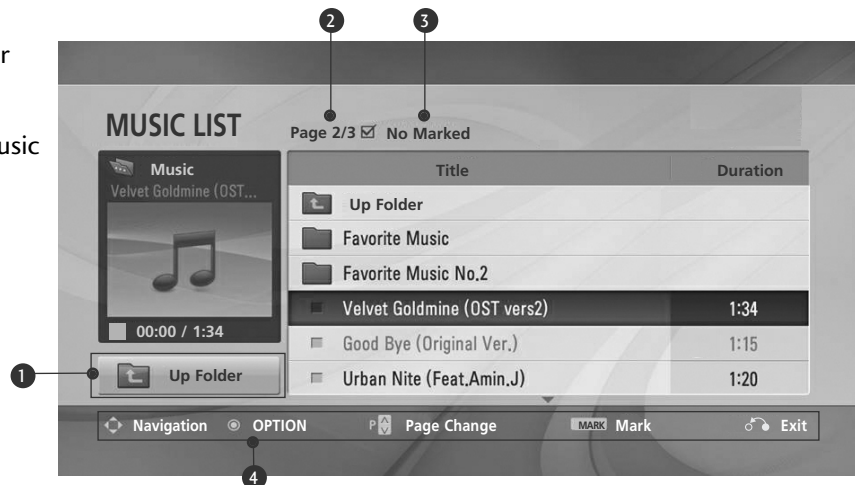 2 3
r
usic
MUSIC LIST
Page 2/3 No Marked
Music
Velvet Goldmine (OST...
00:00 / 1:34
Title Duration
Up Folder
Favorite Music
Favorite Music No.2
Velvet Goldmine (OST vers2) 1:34
Good Bye (Original Ver.) 1:15
Urban Nite (Feat.Amin.J) 1:20
1 Up Folder
Navigation OPTION P Page Change MARK Mark Exit
4